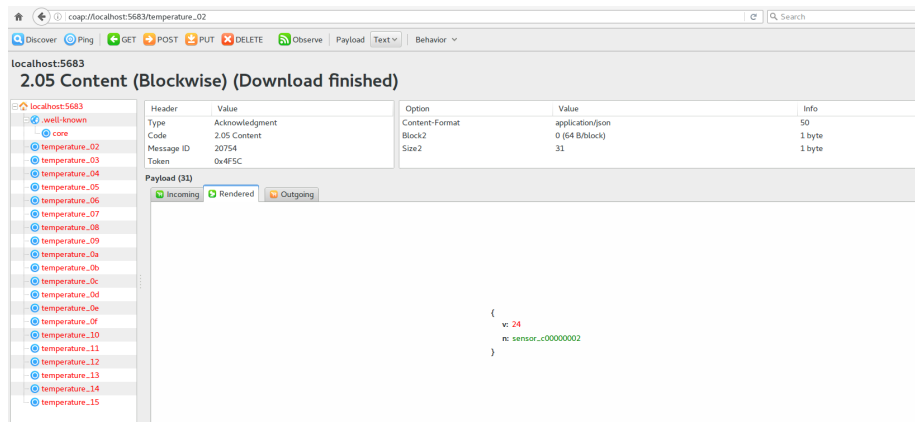 coap://localhost:5683/temperature_02 Search
Discover Ping GET POST PUT DELETE Observe Payload Text Behavior
localhost:5683
2.05 Content (Blockwise) (Download finished)
localhost:5683
.well-known
core
temperature_02
temperature_03
temperature_04
temperature_05
temperature_06
temperature_07
temperature_08
temperature_09
temperature_0a
temperature_0b
temperature_0c
temperature_0d
temperature_0e
temperature_0f
temperature_10
temperature_11
temperature_12
temperature_13
temperature_14
temperature_15
Header Value
Type Acknowledgment
Code 2.05 Content
Message ID 20754
Token 0x4F5C
Option Value Info
Content-Format application/json 50
Block2 0 (64 B/block) 1 byte
Size2 31 1 byte
Payload (31)
Incoming Rendered Outgoing
{
v: 24
n: sensor_c00000002
}